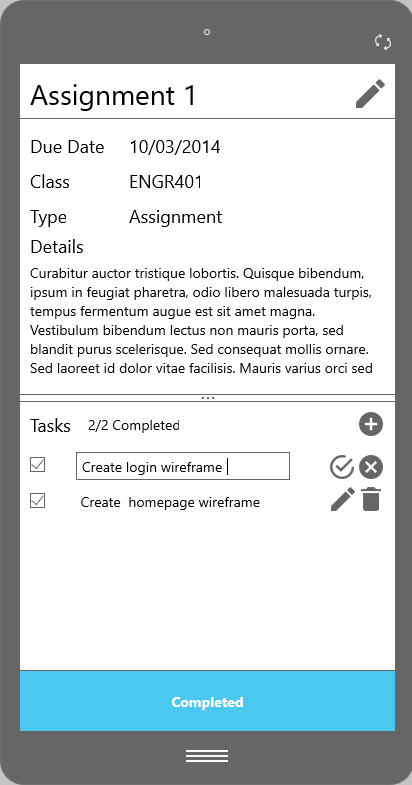 Assignment 1
Due Date 10/03/2014
Class ENGR401
Type Assignment
Details
Curabitur auctor tristique lobortis. Quisque bibendum,
ipsum in feugiat pharetra, odio libero malesuada turpis,
tempus fermentum augue est sit amet magna.
Vestibulum bibendum lectus non mauris porta, sed
blandit purus scelerisque. Sed consequat mollis ornare.
Sed laoreet id dolor vitae facilisis. Mauris varius orci sed
Tasks 2/2 Completed
Create login wireframe
Create homepage wireframe
Completed